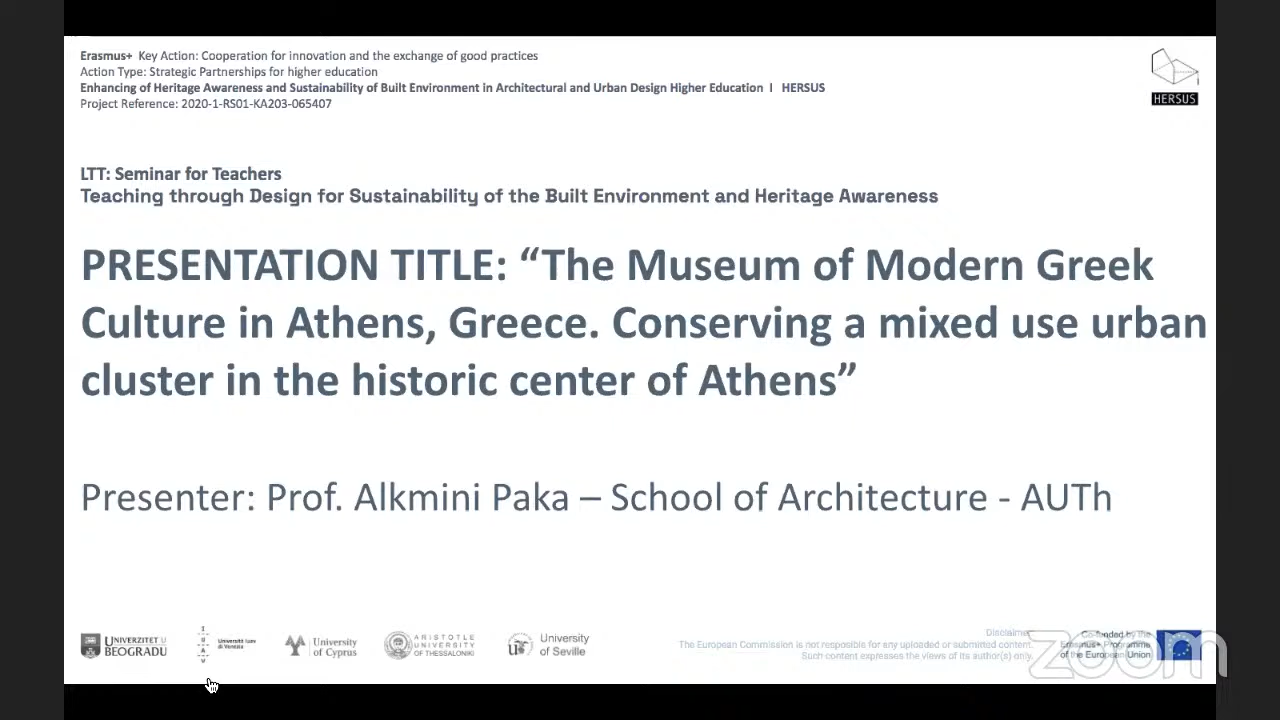 Erasmus+ Key Action: Cooperation for innovation and the exchange of good practices
Action Type: Strategic Partnerships for higher education
Enhancing of Heritage Awareness and Sustainability of Built Environment in Architectural and Urban Design Higher Education I HERSUS
Project Reference: 2020-1-RS01-KA203-065407
HERSUS
LTT: Seminar for Teachers
Teaching through Design for Sustainability of the Built Environment and Heritage Awareness
PRESENTATION TITLE: “The Museum of Modern Greek
Culture in Athens, Greece. Conserving a mixed use urban
cluster in the historic center of Athens”
Presenter: Prof. Alkmini Paka – School of Architecture - AUTh
UNIVERZITET U
BEOGRADU
I
U
A
V
Università Iuav
di Venezia
University
of Cyprus
ARISTOTLE
UNIVERSITY
OF THESSALONIKI
University
of Seville
Disclaimer
The European Commission is not resposible for any uploaded or submitted content.
Such content expresses the views of its author(s) only.
Co-funded by the
Erasmus+ Programme
of the European Union
zoom